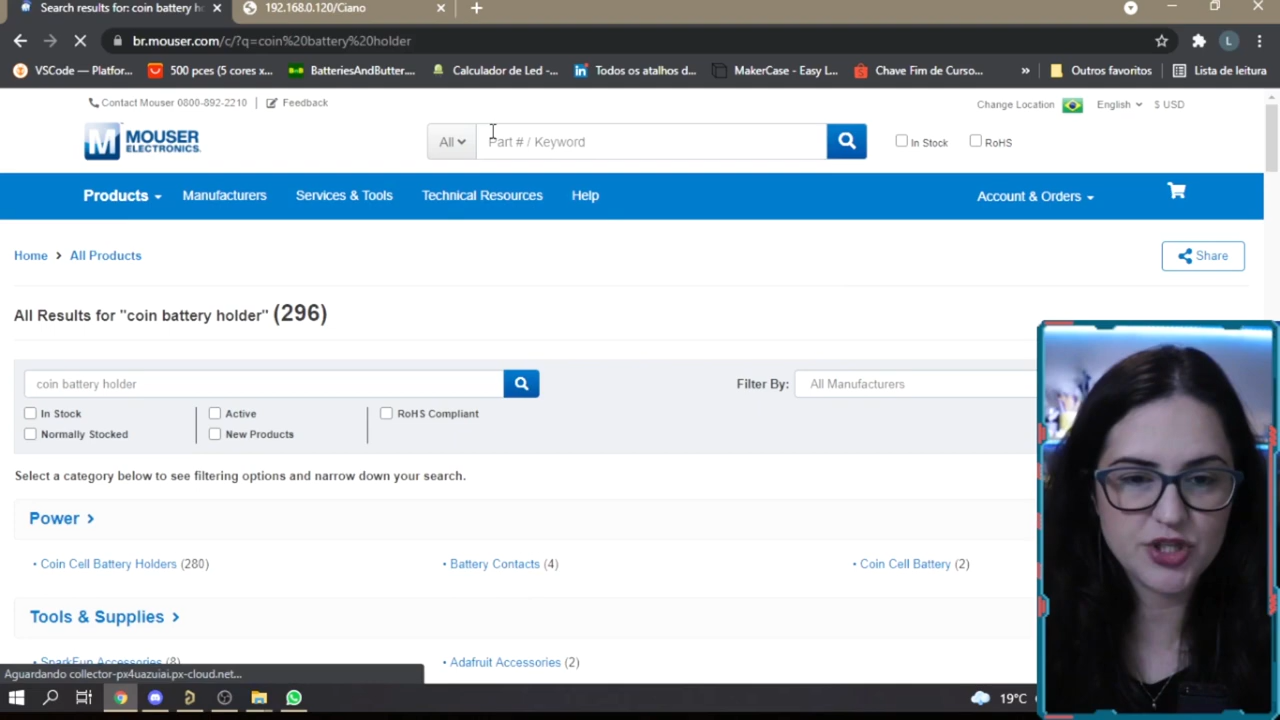 Search results for: coin battery h
192.168.0.120/Ciano
br.mouser.com/c/?q=coin%20battery%20holder
L
VSCode — Platfor...
500 pces (5 cores x...
BatteriesAndButter....
Calculador de Led -...
Todos os atalhos d...
MakerCase - Easy L...
Chave Fim de Curso...
»
Outros favoritos
Lista de leitura
Contact Mouser 0800-892-2210 | Feedback
Change Location
English
$ USD
M MOUSER ELECTRONICS
All
Part # / Keyword
In Stock
RoHS
Products
Manufacturers
Services & Tools
Technical Resources
Help
Account & Orders
Home > All Products
Share
All Results for "coin battery holder" (296)
coin battery holder
Filter By:
All Manufacturers
In Stock
Active
RoHS Compliant
Normally Stocked
New Products
Select a category below to see filtering options and narrow down your search.
Power >
• Coin Cell Battery Holders (280)
• Battery Contacts (4)
• Coin Cell Battery (2)
Tools & Supplies >
• SparkFun Accessories (8)
• Adafruit Accessories (2)
Aguardando collector-px4uazuiai.px-cloud.net...
19°C